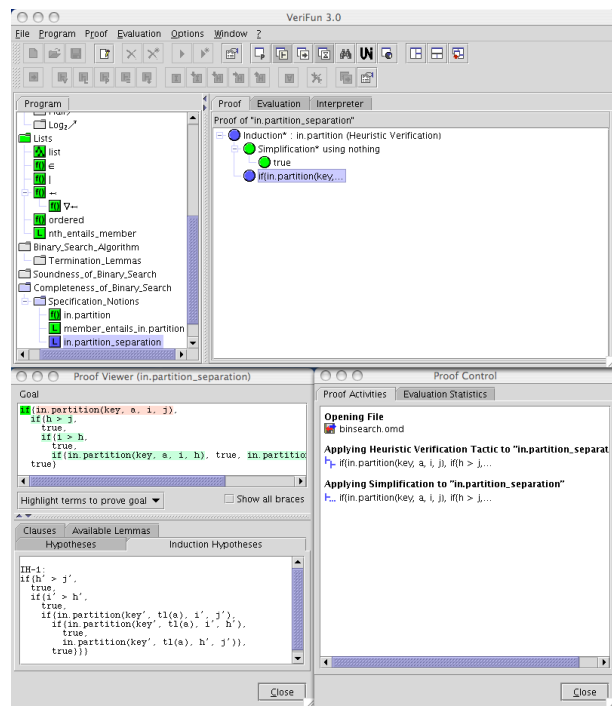 VeriFun 3.0
File Program Proof Evaluation Options Window ?
Program
Log₂↗
Lists
list
f() ∈
f() |
f()
f()
f() ordered
L nth_entails_member
Binary_Search_Algorithm
Termination_Lemmas
Soundness_of_Binary_Search
Completeness_of_Binary_Search
Specification_Notions
f() in.partition
L member_entails_in.partition
L in.partition_separation
Proof Evaluation Interpreter
Proof of "in.partition_separation"
Induction* : in.partition (Heuristic Verification)
Simplification* using nothing
true
if(in.partition(key,...
Proof Viewer (in.partition_separation)
Goal
if(in.partition(key, a, i, j),
if(h > j,
true,
if(i > h,
true,
if(in.partition(key, a, i, h), true, in.partitio
true)
Highlight terms to prove goal
Show all braces
Clauses Available Lemmas
Hypotheses Induction Hypotheses
IH-1:
if(h' > j',
true,
if(i' > h',
true,
if(in.partition(key', tl(a), i', j'),
if(in.partition(key', tl(a), i', h'),
true,
in.partition(key', tl(a), h', j')),
true)))
Close
Proof Control
Proof Activities Evaluation Statistics
Opening File
binsearch.omd
Applying Heuristic Verification Tactic to "in.partition_separat
if(in.partition(key, a, i, j), if(h > j,...
Applying Simplification to "in.partition_separation"
if(in.partition(key, a, i, j), if(h > j,...
Close